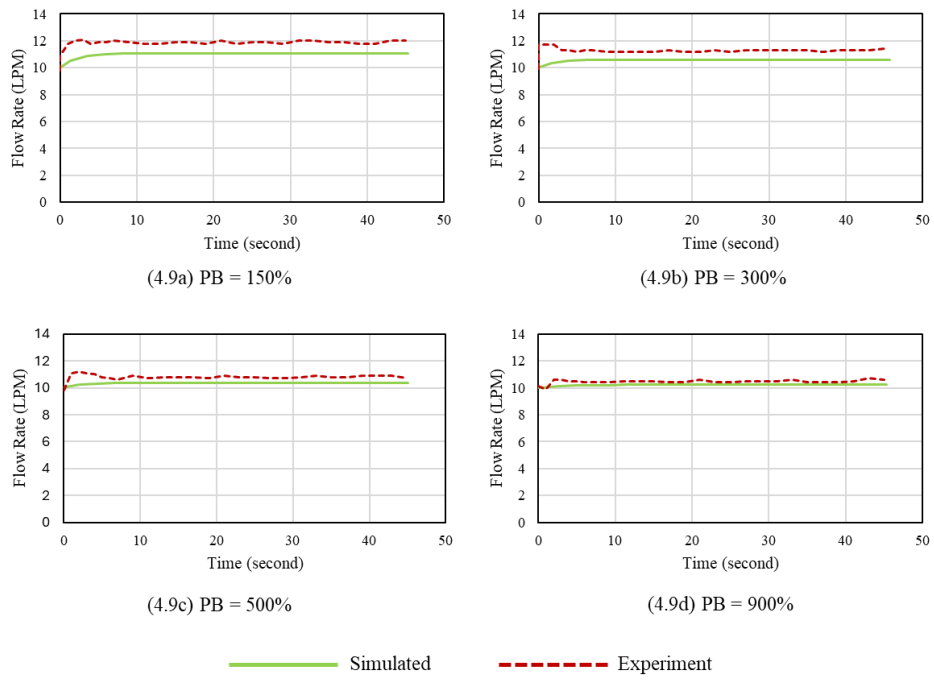 14
12
10
8
6
4
2
0
Flow Rate (LPM)
0 10 20 30 40 50
Time (second)
(4.9a) PB = 150%
14
12
10
8
6
4
2
0
Flow Rate (LPM)
0 10 20 30 40 50
Time (second)
(4.9b) PB = 300%
14
12
10
8
6
4
2
0
Flow Rate (LPM)
0 10 20 30 40 50
Time (second)
(4.9c) PB = 500%
14
12
10
8
6
4
2
0
Flow Rate (LPM)
0 10 20 30 40 50
Time (second)
(4.9d) PB = 900%
Simulated Experiment